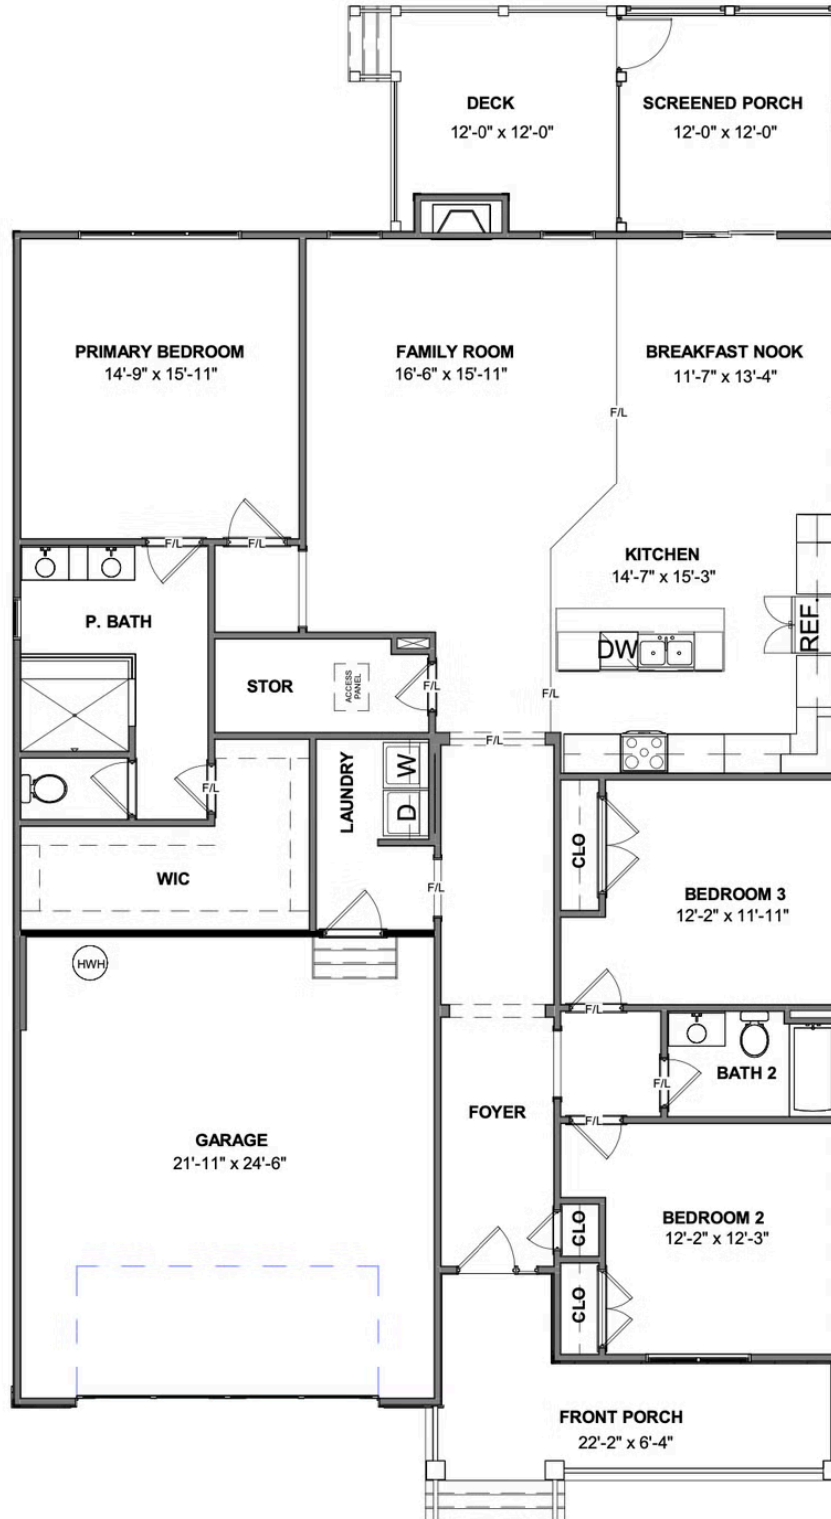 DECK
12'-0" x 12'-0"
SCREENED PORCH
12'-0" x 12'-0"
PRIMARY BEDROOM
14'-9" x 15'-11"
FAMILY ROOM
16'-6" x 15'-11"
BREAKFAST NOOK
11'-7" x 13'-4"
F/L
F/L
F/L
KITCHEN
14'-7" x 15'-3"
P. BATH
DW
REF
STOR
ACCESS
PANEL
F/L
F/L
F/L
LAUNDRY
W
D
F/L
CLO
WIC
F/L
BEDROOM 3
12'-2" x 11'-11"
HWH
F/L
BATH 2
F/L
FOYER
F/L
GARAGE
21'-11" x 24'-6"
CLO
BEDROOM 2
12'-2" x 12'-3"
CLO
FRONT PORCH
22'-2" x 6'-4"